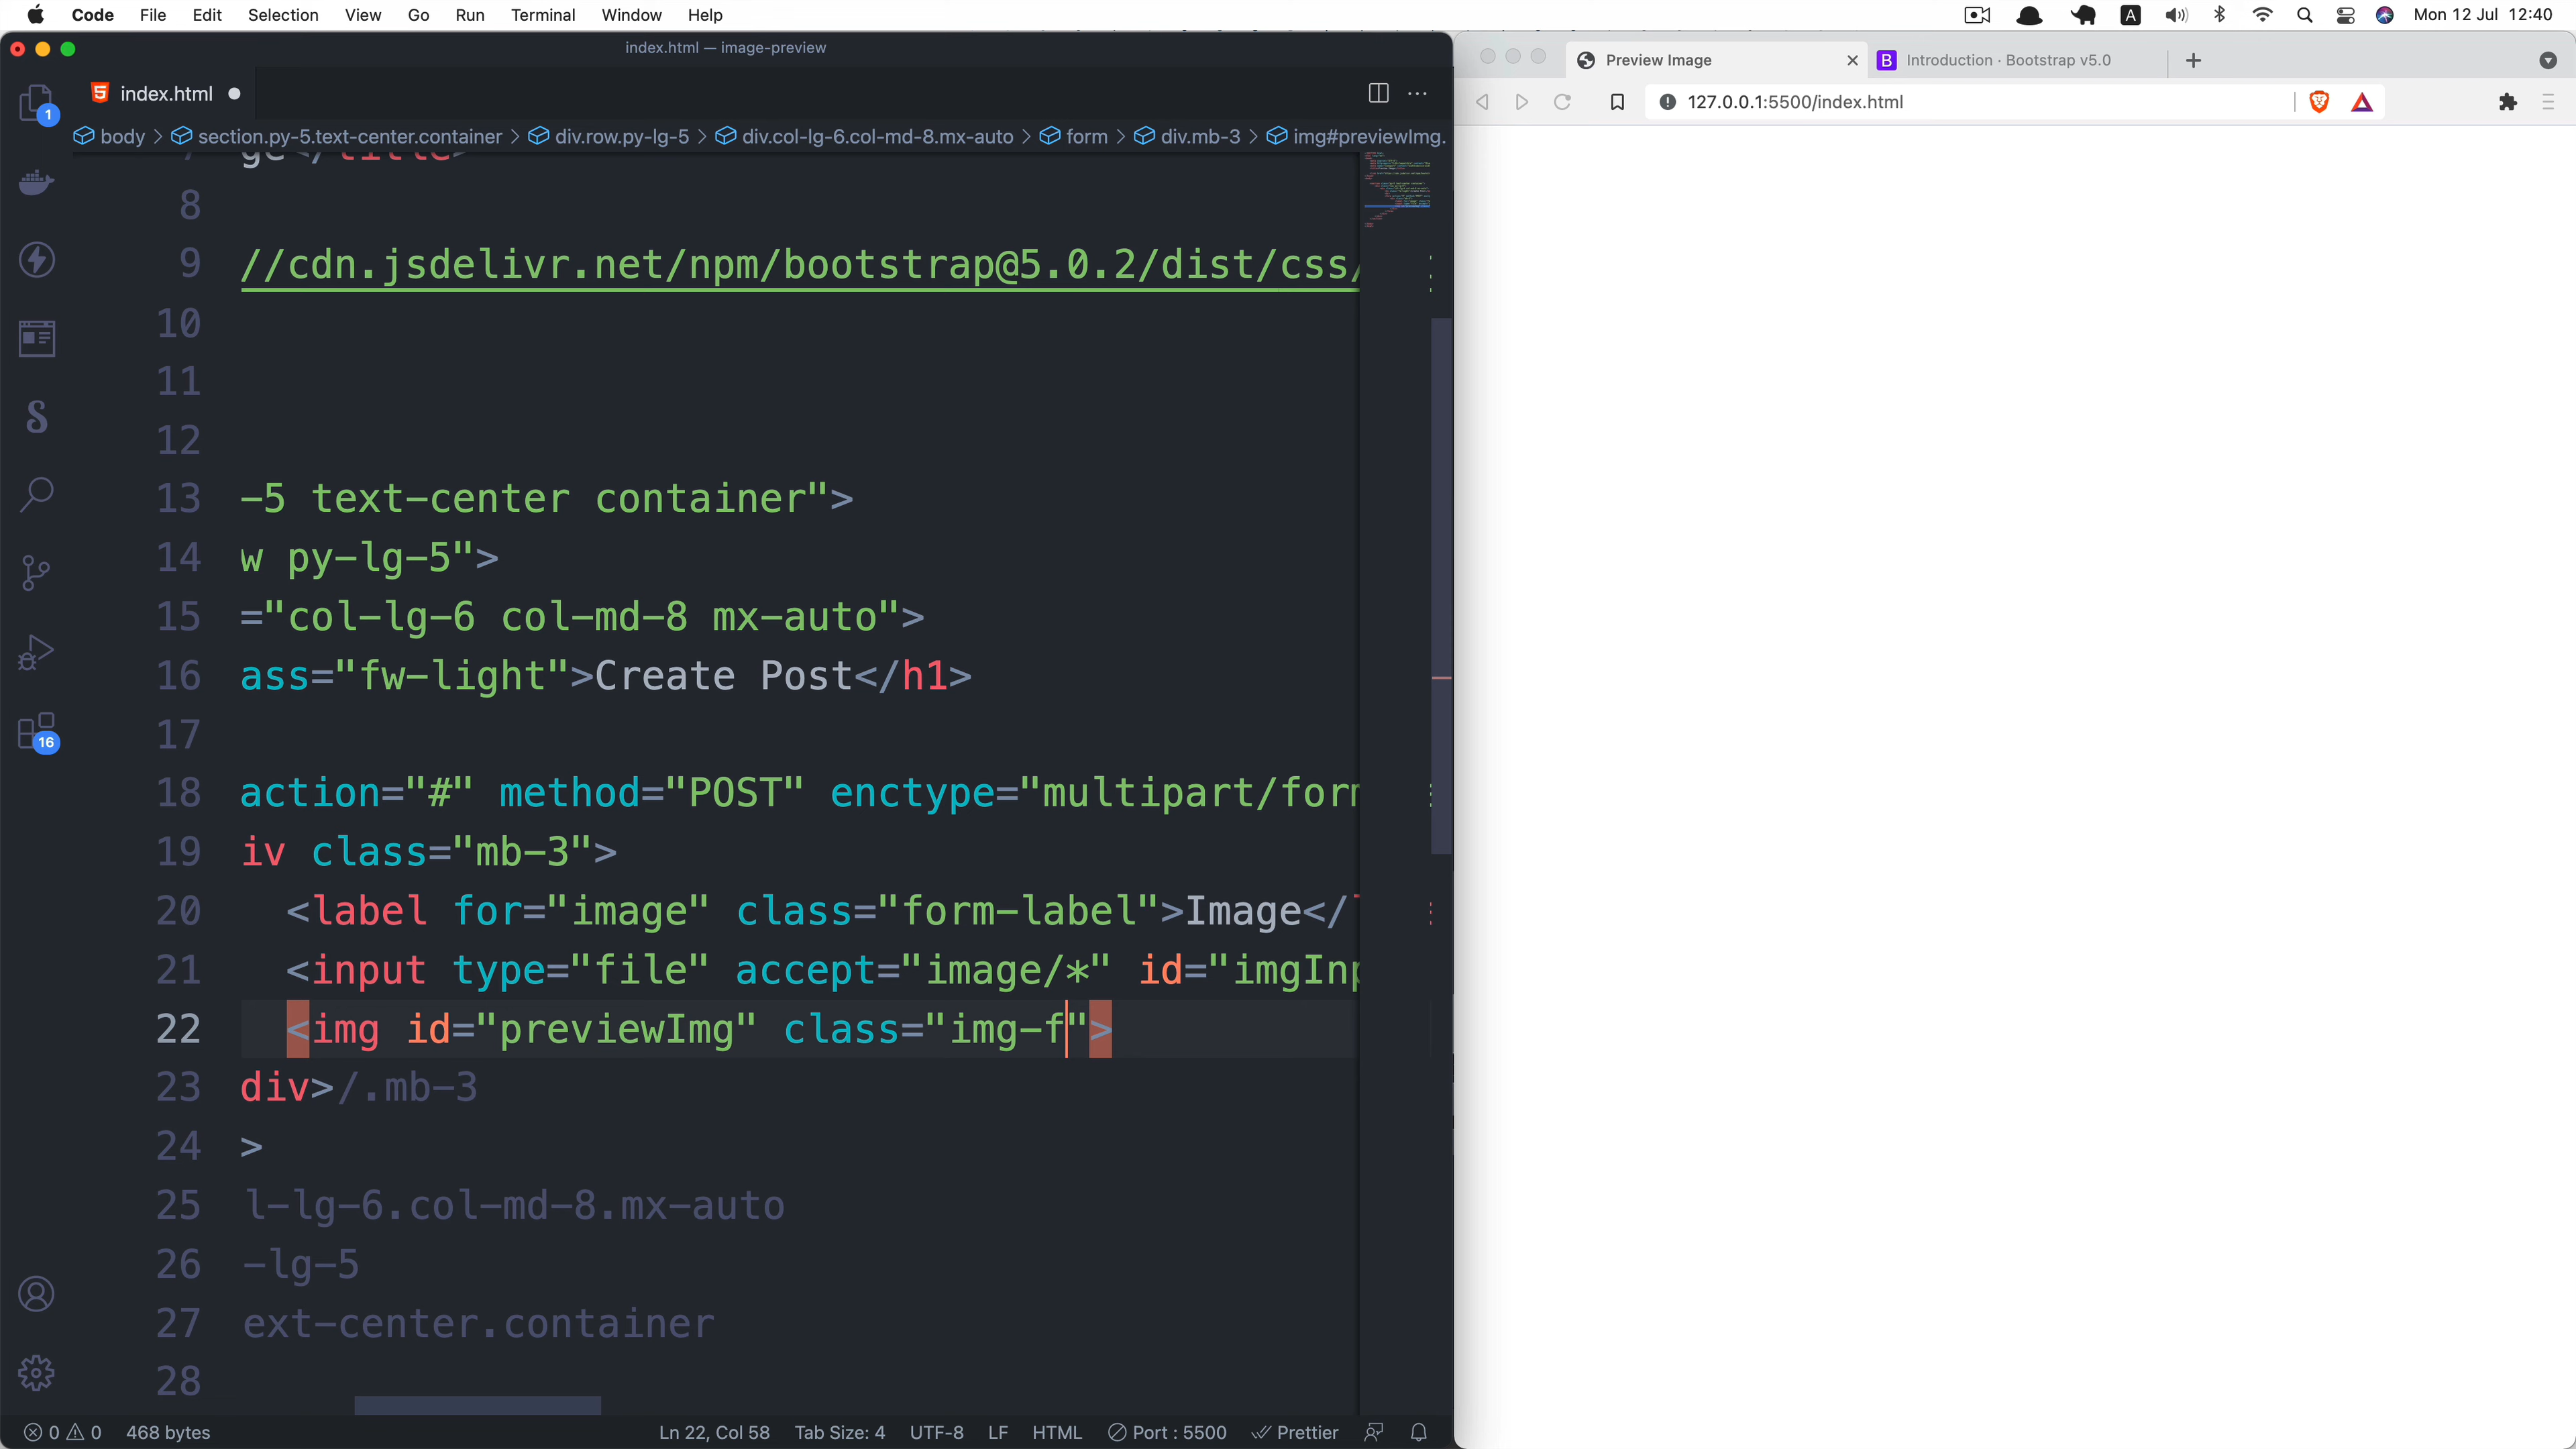 Code File Edit Selection View Go Run Terminal Window Help
A Mon 12 Jul 12:40
index.html — image-preview
index.html
body > section.py-5.text-center.container > div.row.py-lg-5 > div.col-lg-6.col-md-8.mx-auto > form > div.mb-3 > img#previewImg.
7 ge</title>
8
9 //cdn.jsdelivr.net/npm/bootstrap@5.0.2/dist/css/
10
11
12
13 -5 text-center container">
14 w py-lg-5">
15 ="col-lg-6 col-md-8 mx-auto">
16 ass="fw-light">Create Post</h1>
17
18 action="#" method="POST" enctype="multipart/form
19 iv class="mb-3">
20 <label for="image" class="form-label">Image</
21 <input type="file" accept="image/*" id="imgInp
22 <img id="previewImg" class="img-f">
23 div>/.mb-3
24 >
25 l-lg-6.col-md-8.mx-auto
26 -lg-5
27 ext-center.container
28
1
16
0 0 468 bytes Ln 22, Col 58 Tab Size: 4 UTF-8 LF HTML Port : 5500 Prettier
Preview Image
B Introduction · Bootstrap v5.0
127.0.0.1:5500/index.html